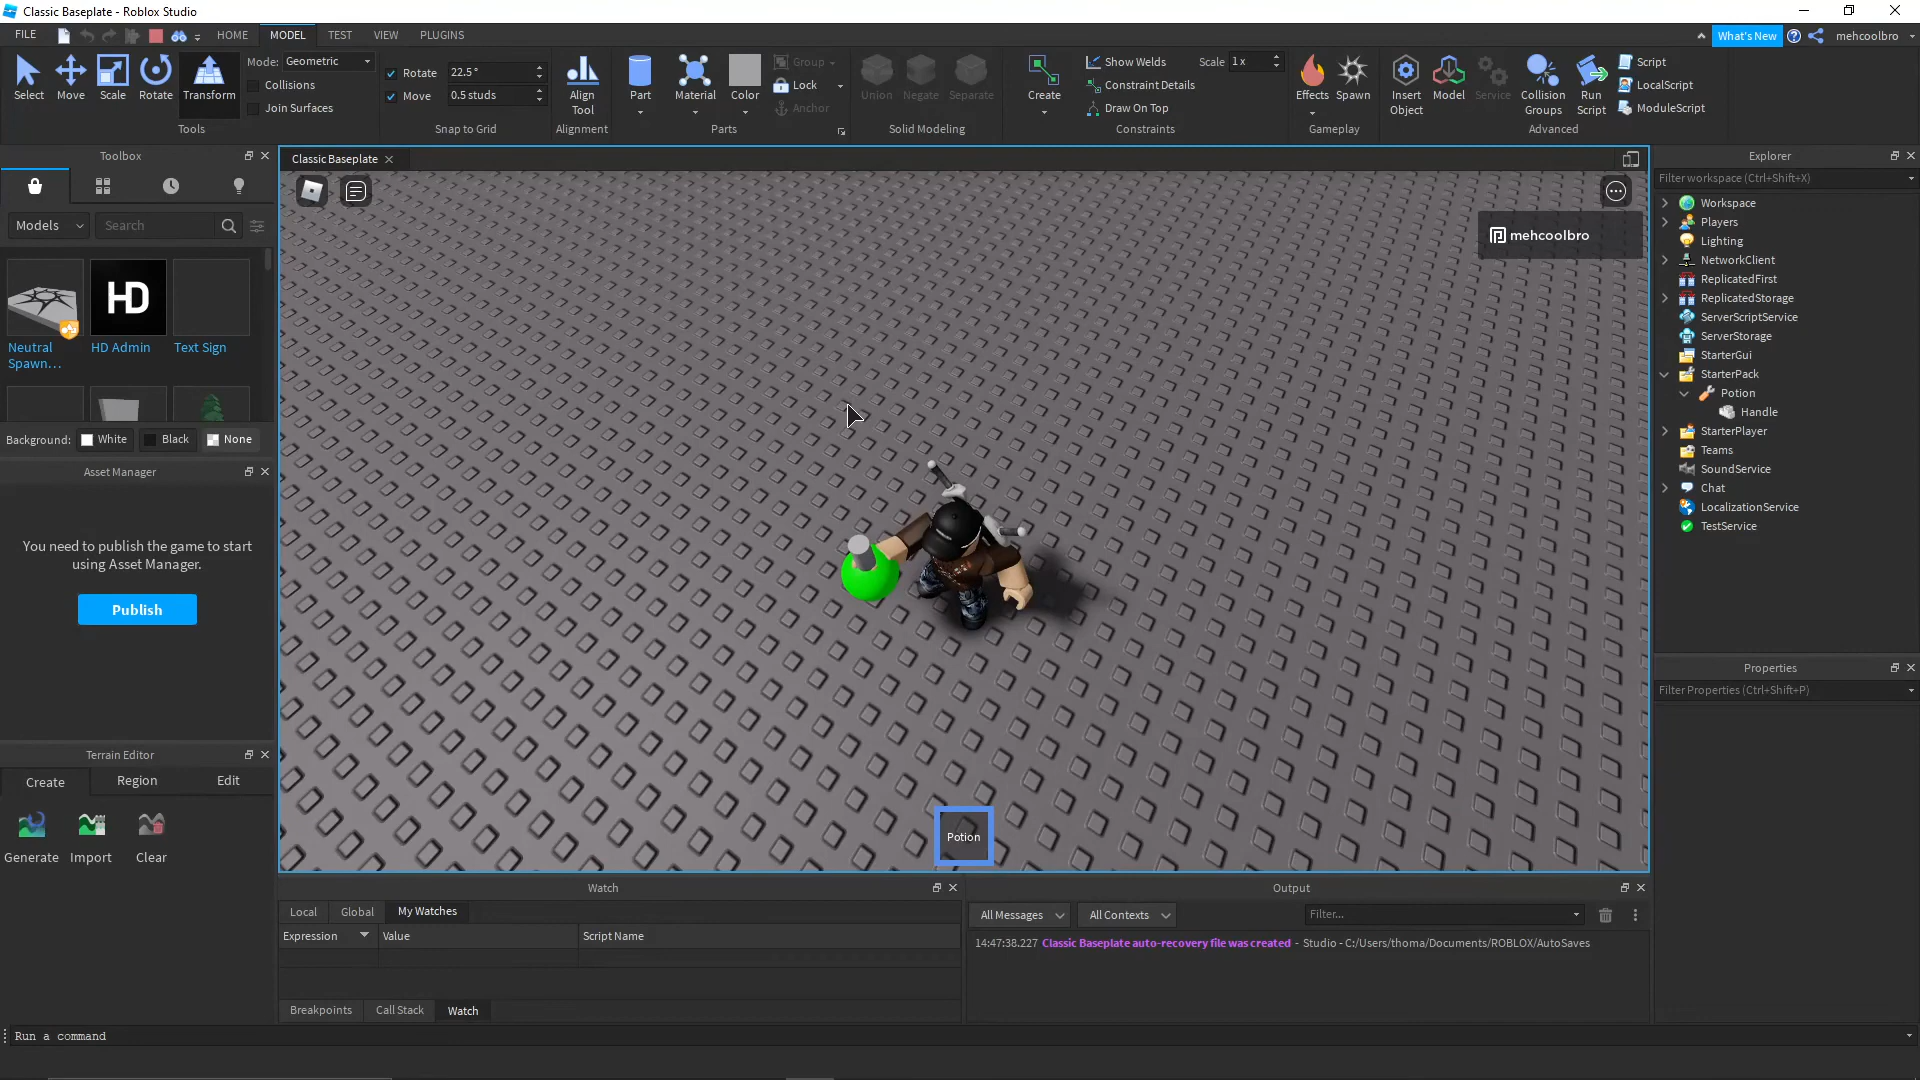 Classic Baseplate - Roblox Studio
FILE HOME MODEL TEST VIEW PLUGINS What's New mehcoolbro
Select Move Scale Rotate Transform
Mode: Geometric
Collisions
Join Surfaces
Tools
Rotate 22.5 °
Move 0.5 studs
Snap to Grid
Align Tool
Alignment
Part Material Color
Group
Lock
Anchor
Parts
Union Negate Separate
Solid Modeling
Create
Show Welds
Constraint Details
Draw On Top
Scale 1 x
Constraints
Effects Spawn
Gameplay
Insert Object
Model
Service
Collision Groups
Run Script
Script
LocalScript
ModuleScript
Advanced
Toolbox
Models Search
HD
Neutral Spawn...
HD Admin
Text Sign
Background: White Black None
Asset Manager
You need to publish the game to start
using Asset Manager.
Publish
Terrain Editor
Create Region Edit
Generate Import Clear
Classic Baseplate
mehcoolbro
Potion
Explorer
Filter workspace (Ctrl+Shift+X)
Workspace
Players
Lighting
NetworkClient
ReplicatedFirst
ReplicatedStorage
ServerScriptService
ServerStorage
StarterGui
StarterPack
Potion
Handle
StarterPlayer
Teams
SoundService
Chat
LocalizationService
TestService
Properties
Filter Properties (Ctrl+Shift+P)
Watch
Local Global My Watches
Expression Value Script Name
Breakpoints Call Stack Watch
Output
All Messages All Contexts Filter...
14:47:38.227 Classic Baseplate auto-recovery file was created - Studio - C:/Users/thoma/Documents/ROBLOX/AutoSaves
Run a command